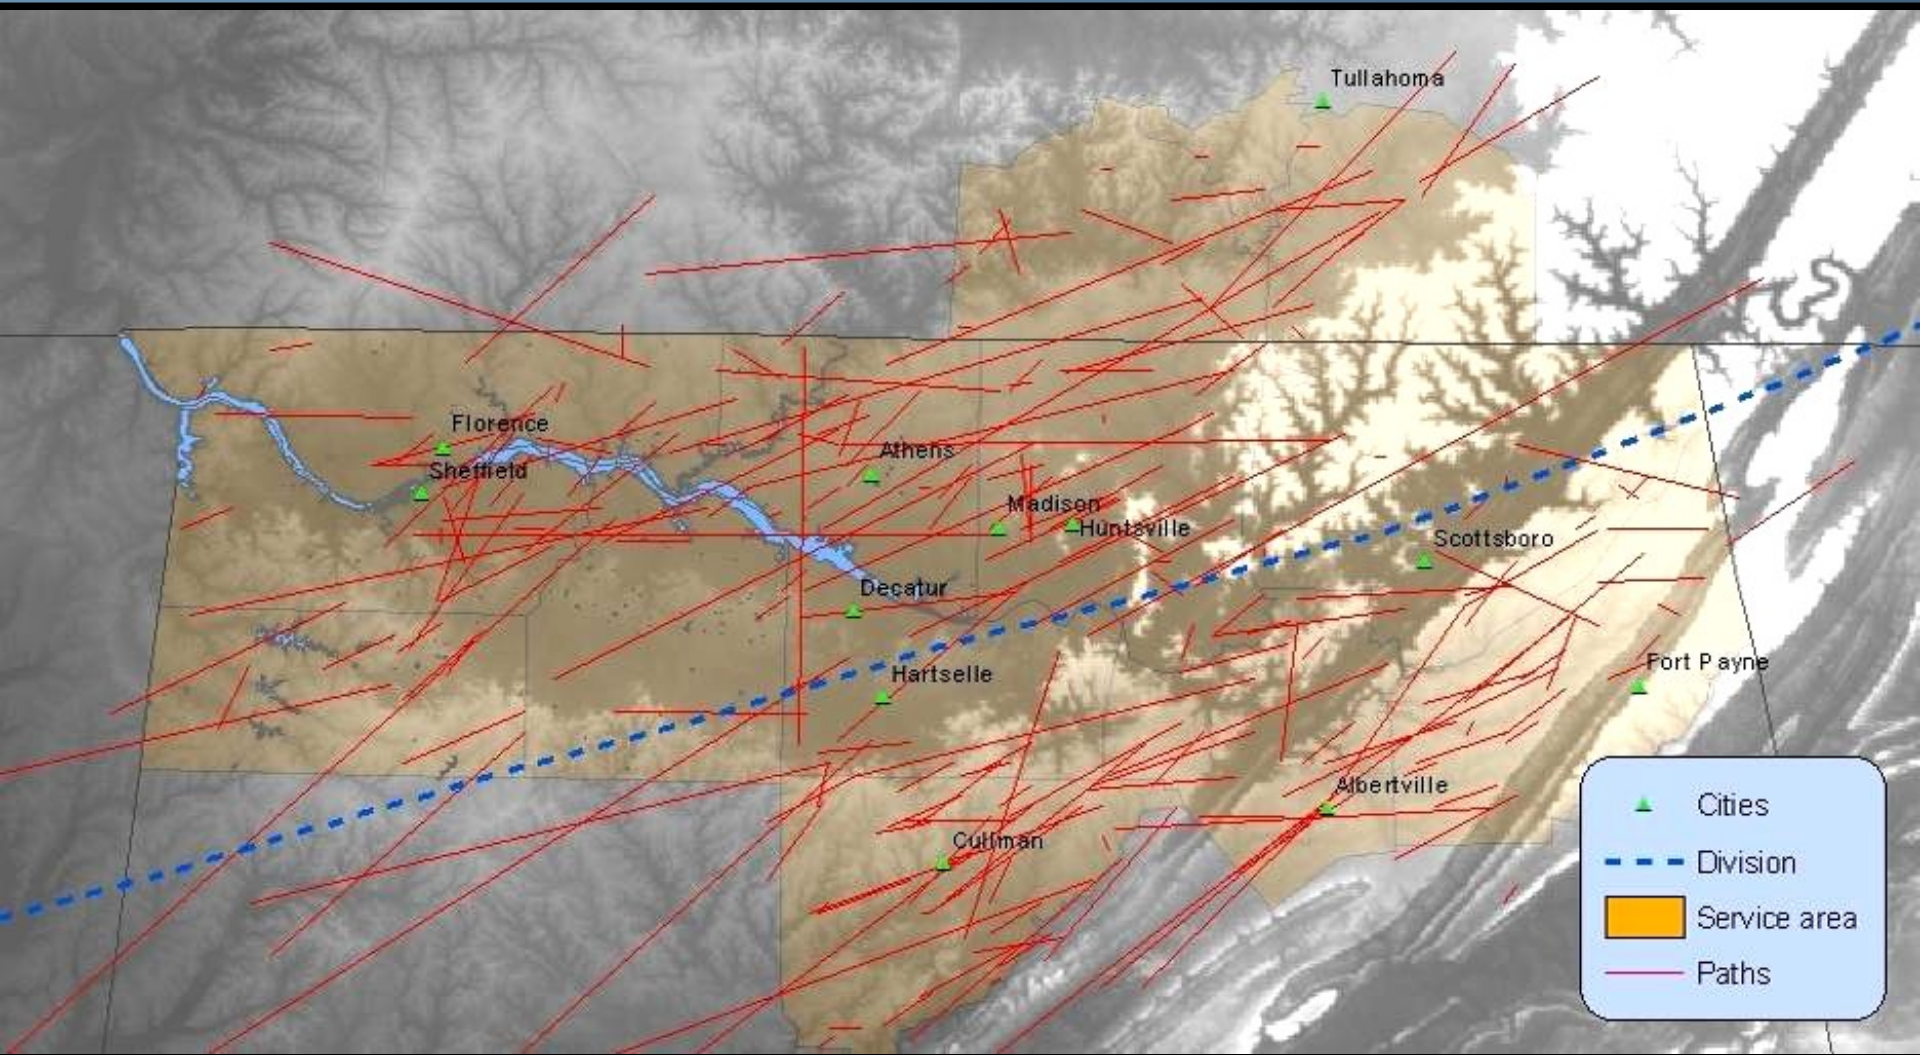 Tullahoma
Florence
Sheffield
Athens
Madison
Huntsville
Scottsboro
Decatur
Hartselle
Fort Payne
Albertville
Cullman
Cities
Division
Service area
Paths